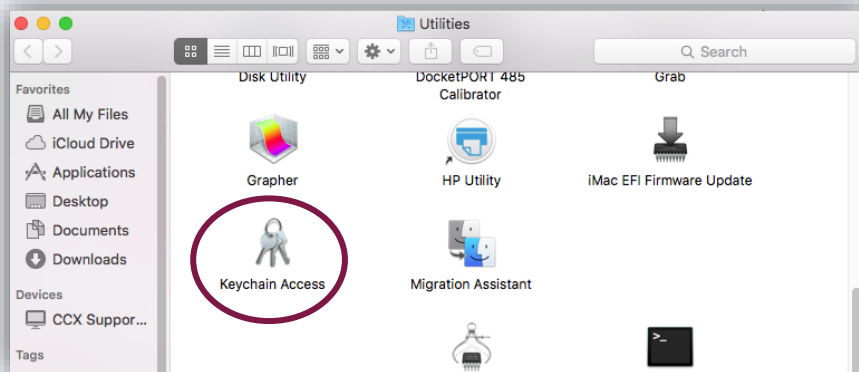 Utilities
Search
Favorites
All My Files
iCloud Drive
Applications
Desktop
Documents
Downloads
Devices
CCX Suppor...
Tags
Disk Utility
DocketPORT 485
Calibrator
Grab
Grapher
HP Utility
iMac EFI Firmware Update
Keychain Access
Migration Assistant
>_